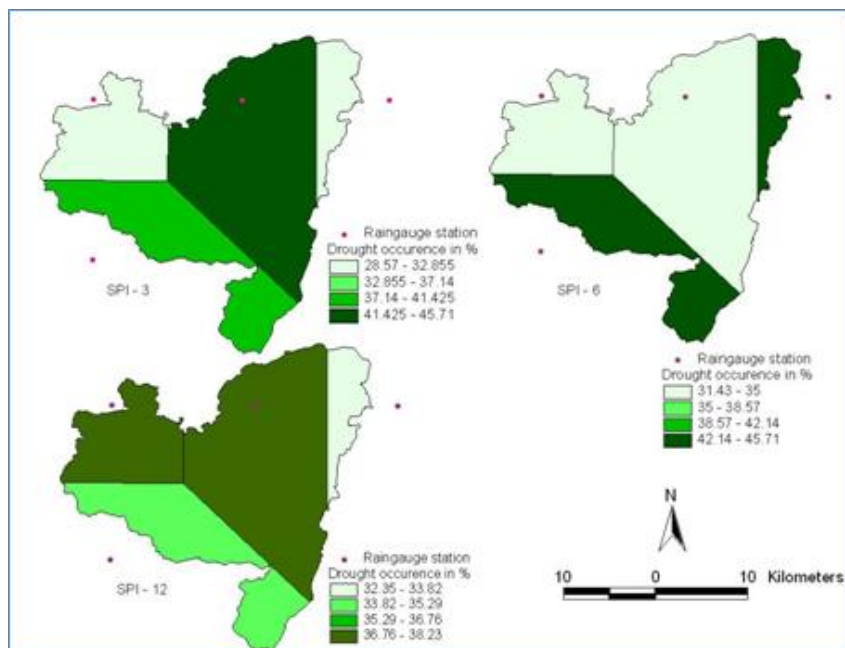 Raingauge station
Drought occurence in %
28.57 - 32.855
32.855 - 37.14
37.14 - 41.425
41.425 - 45.71
SPI - 3
Raingauge station
Drought occurence in %
31.43 - 35
35 - 38.57
38.57 - 42.14
42.14 - 45.71
SPI - 6
Raingauge station
Drought occurence in %
32.35 - 33.82
33.82 - 35.29
35.29 - 36.76
36.76 - 38.23
SPI - 12
N
10 0 10 Kilometers